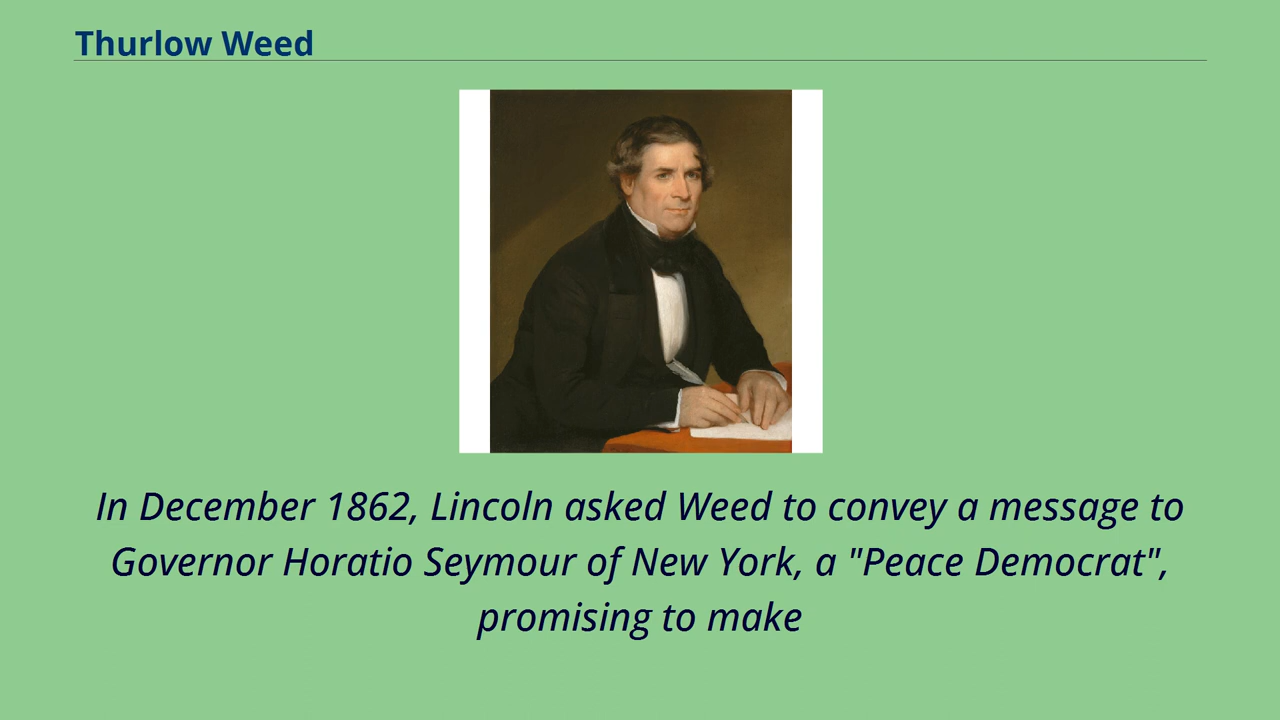 Thurlow Weed
In December 1862, Lincoln asked Weed to convey a message to
Governor Horatio Seymour of New York, a "Peace Democrat",
promising to make